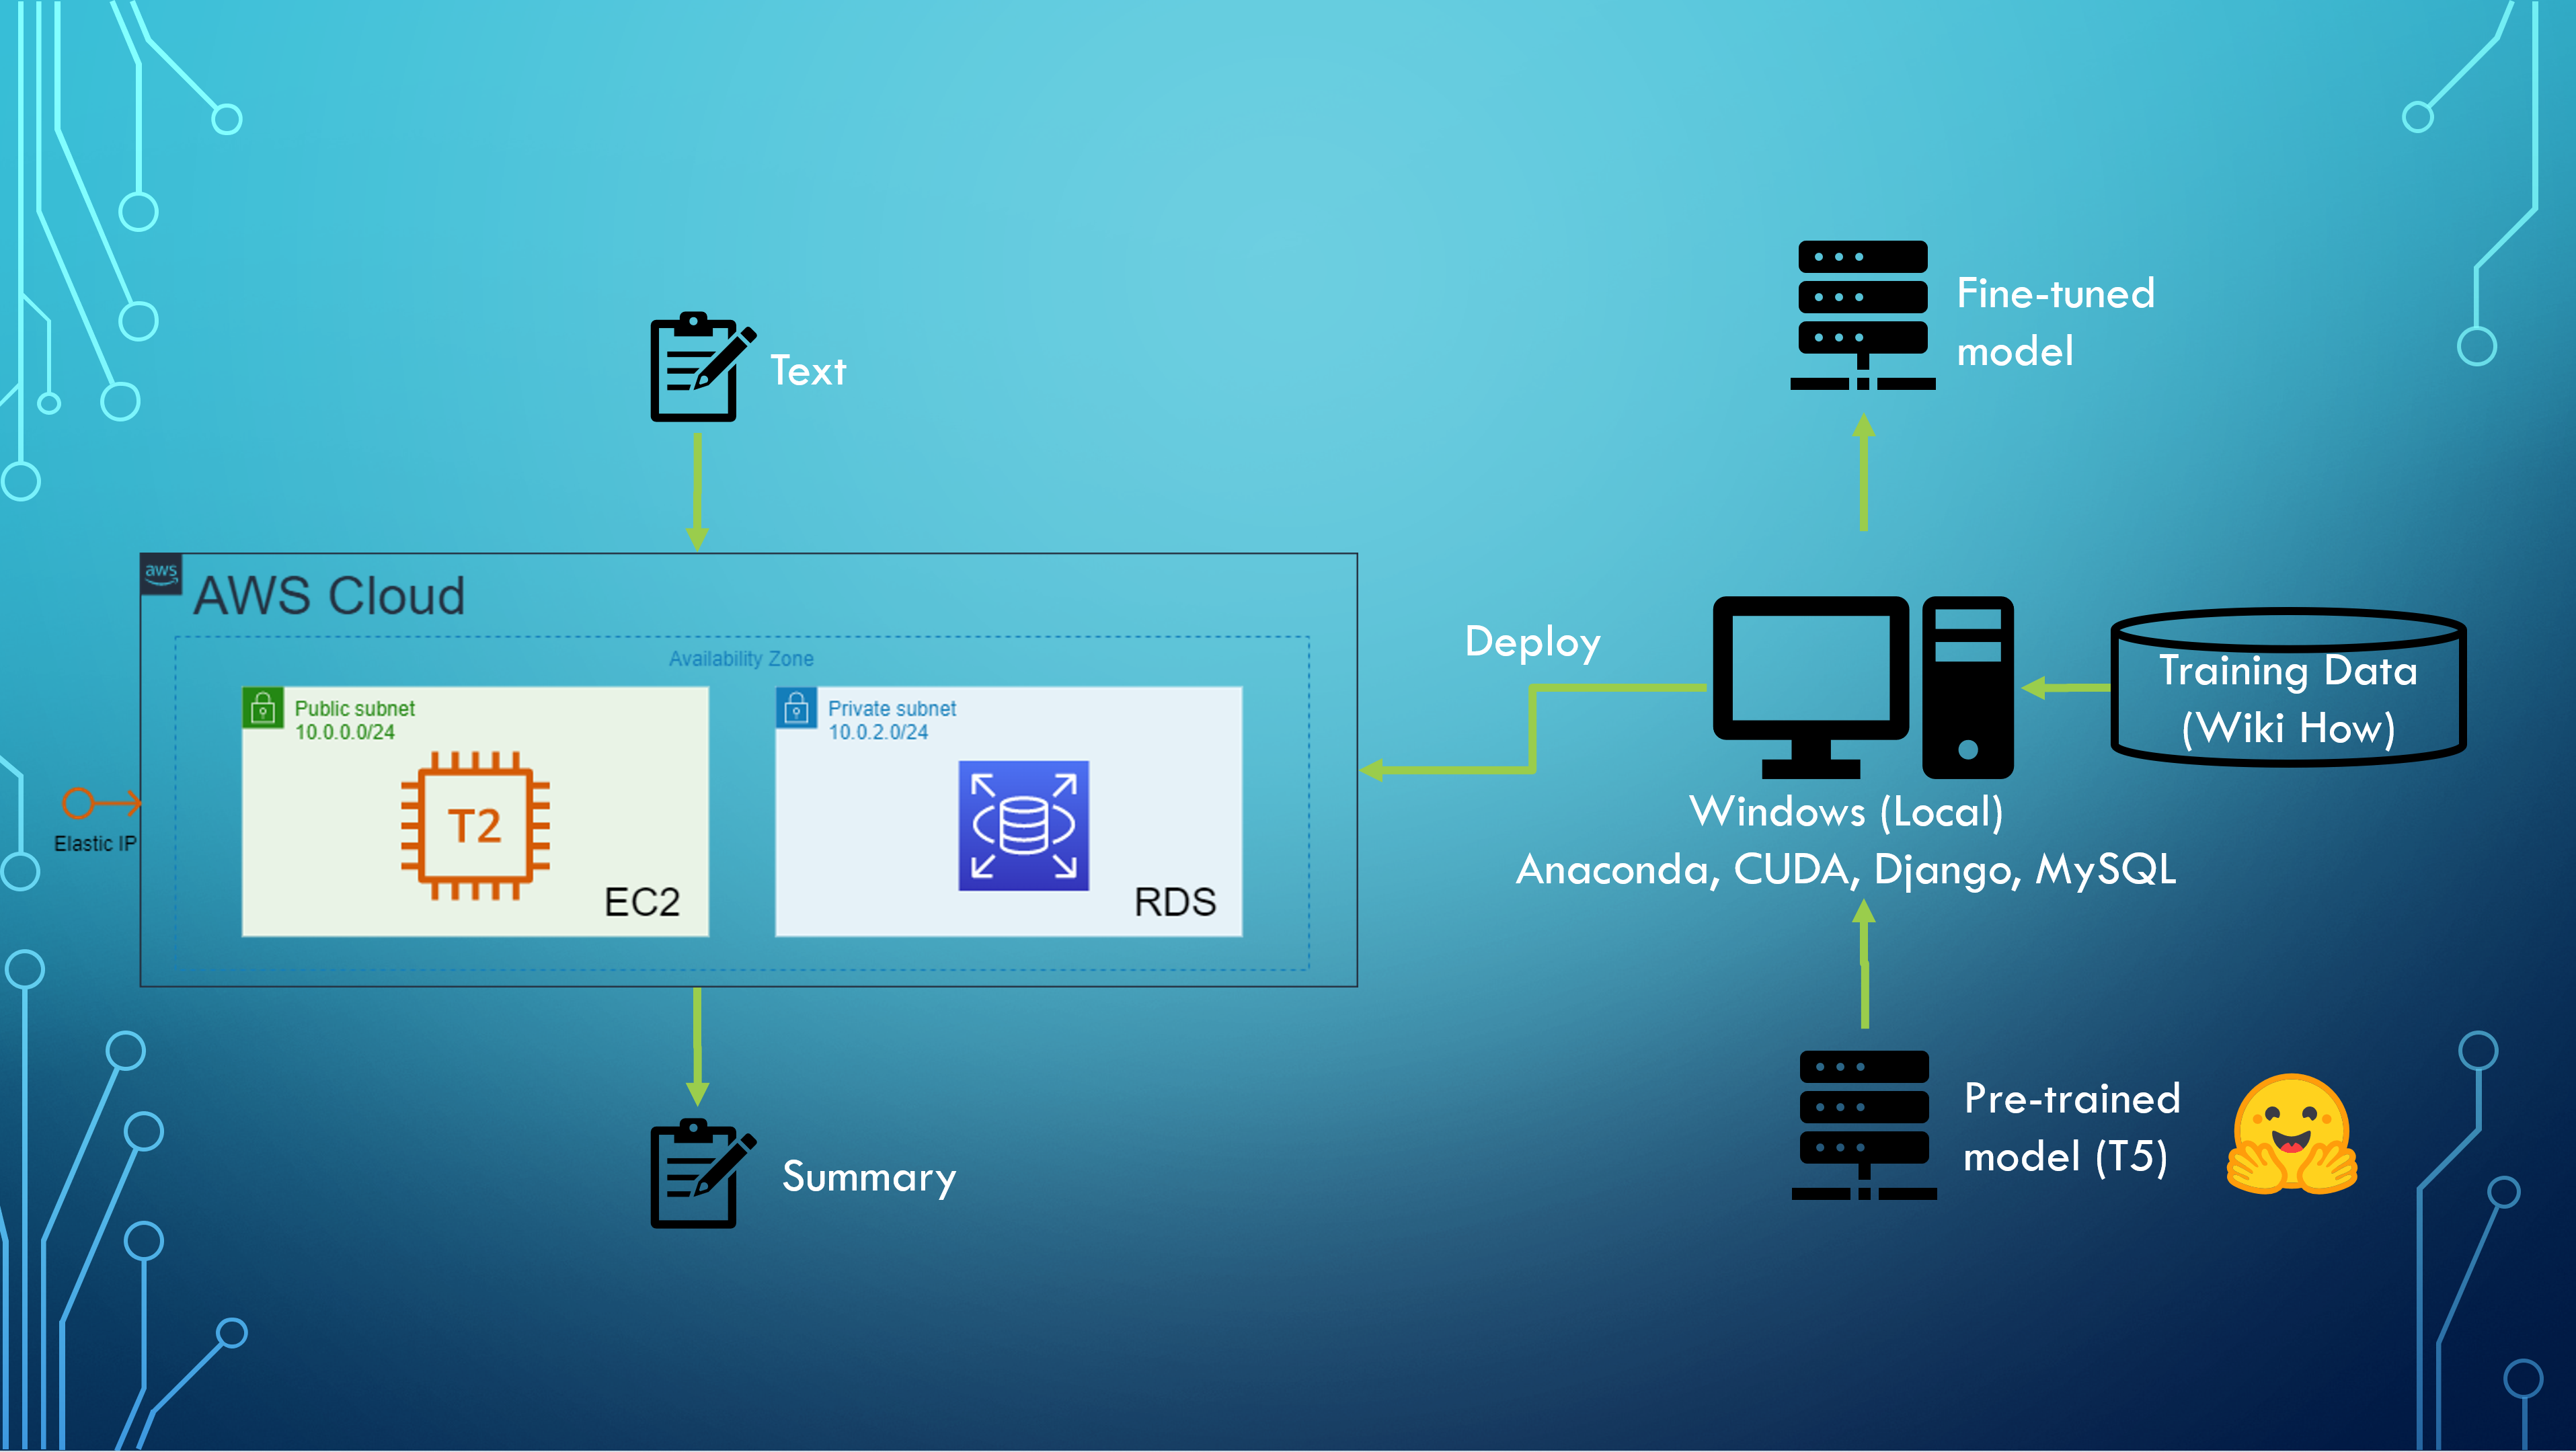 Text
aws
AWS Cloud
Availability Zone
Public subnet
10.0.0.0/24
T2
EC2
Private subnet
10.0.2.0/24
RDS
Elastic IP
Summary
Deploy
Fine-tuned
model
Training Data
(Wiki How)
Windows (Local)
Anaconda, CUDA, Django, MySQL
Pre-trained
model (T5)